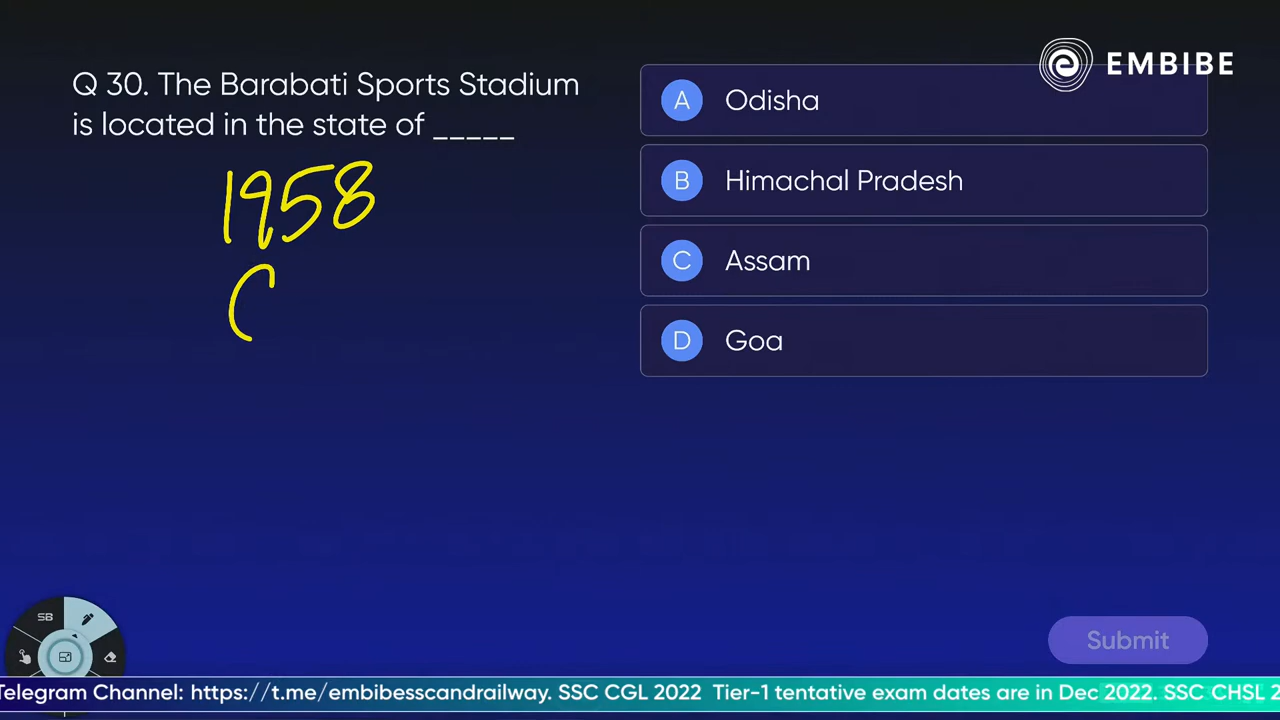 EMBIBE
Q 30. The Barabati Sports Stadium
is located in the state of _____
1958
C
A Odisha
B Himachal Pradesh
C Assam
D Goa
SB
Submit
Telegram Channel: https://t.me/embibesscandrailway. SSC CGL 2022 Tier-1 tentative exam dates are in Dec 2022. SSC CHSL 2